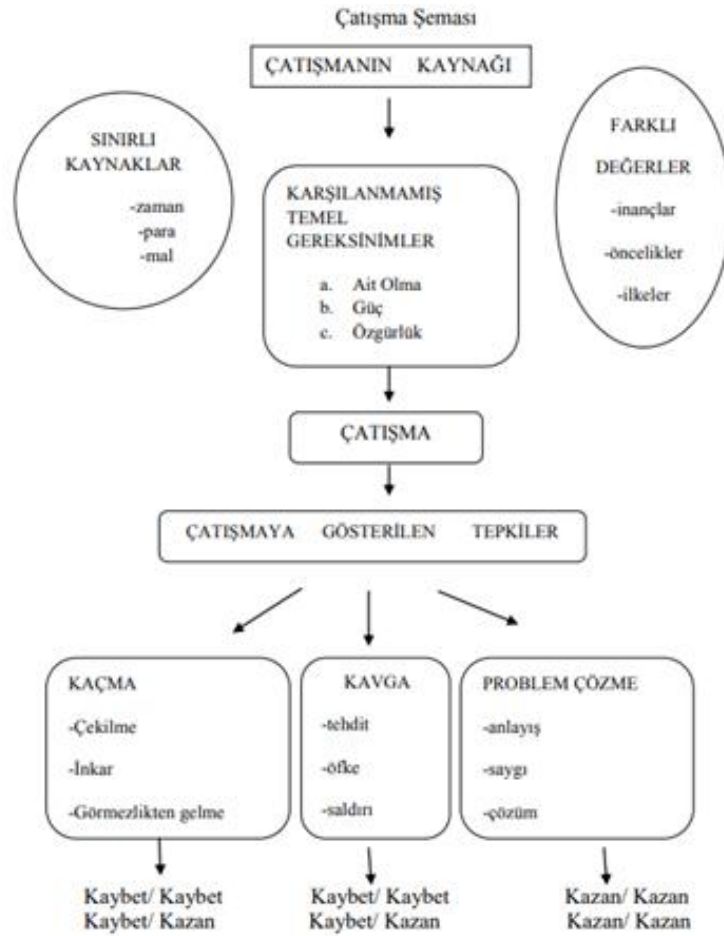 Çatışma Şeması
ÇATIŞMANIN KAYNAĞI
SINIRLI
KAYNAKLAR
-zaman
-para
-mal
KARŞILANMAMIŞ
TEMEL
GEREKSİNİMLER
a. Ait Olma
b. Güç
c. Özgürlük
FARKLI
DEĞERLER
-inançlar
-öncelikler
-ilkeler
ÇATIŞMA
ÇATIŞMAYA GÖSTERİLEN TEPKİLER
KAÇMA
-Çekilme
-İnkar
-Görmezlikten gelme
KAVGA
-tehdit
-öfke
-saldırı
PROBLEM ÇÖZME
-anlayış
-saygı
-çözüm
Kaybet/ Kaybet
Kaybet/ Kazan
Kaybet/ Kaybet
Kaybet/ Kazan
Kazan/ Kazan
Kazan/ Kazan